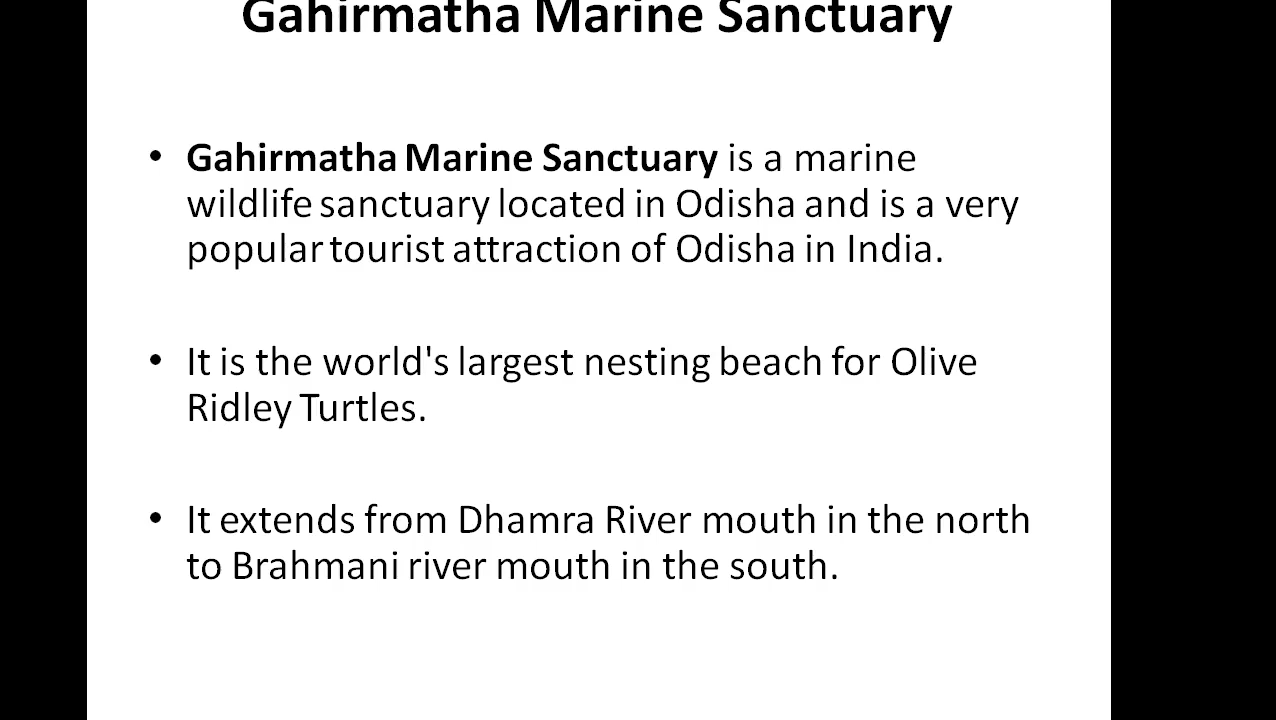 Gahirmatha Marine Sanctuary
• Gahirmatha Marine Sanctuary is a marine
wildlife sanctuary located in Odisha and is a very
popular tourist attraction of Odisha in India.
• It is the world's largest nesting beach for Olive
Ridley Turtles.
• It extends from Dhamra River mouth in the north
to Brahmani river mouth in the south.